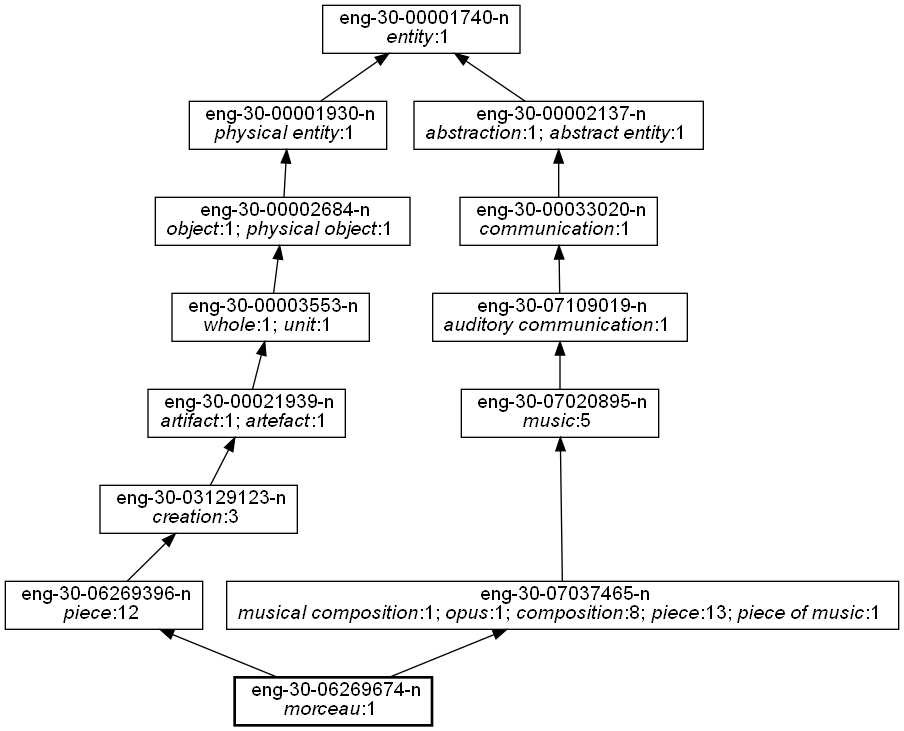 eng-30-00001740-n
entity:1
eng-30-00001930-n
physical entity:1
eng-30-00002137-n
abstraction:1; abstract entity:1
eng-30-00002684-n
object:1; physical object:1
eng-30-00033020-n
communication:1
eng-30-00003553-n
whole:1; unit:1
eng-30-07109019-n
auditory communication:1
eng-30-00021939-n
artifact:1; artefact:1
eng-30-07020895-n
music:5
eng-30-03129123-n
creation:3
eng-30-06269396-n
piece:12
eng-30-07037465-n
musical composition:1; opus:1; composition:8; piece:13; piece of music:1
eng-30-06269674-n
morceau:1